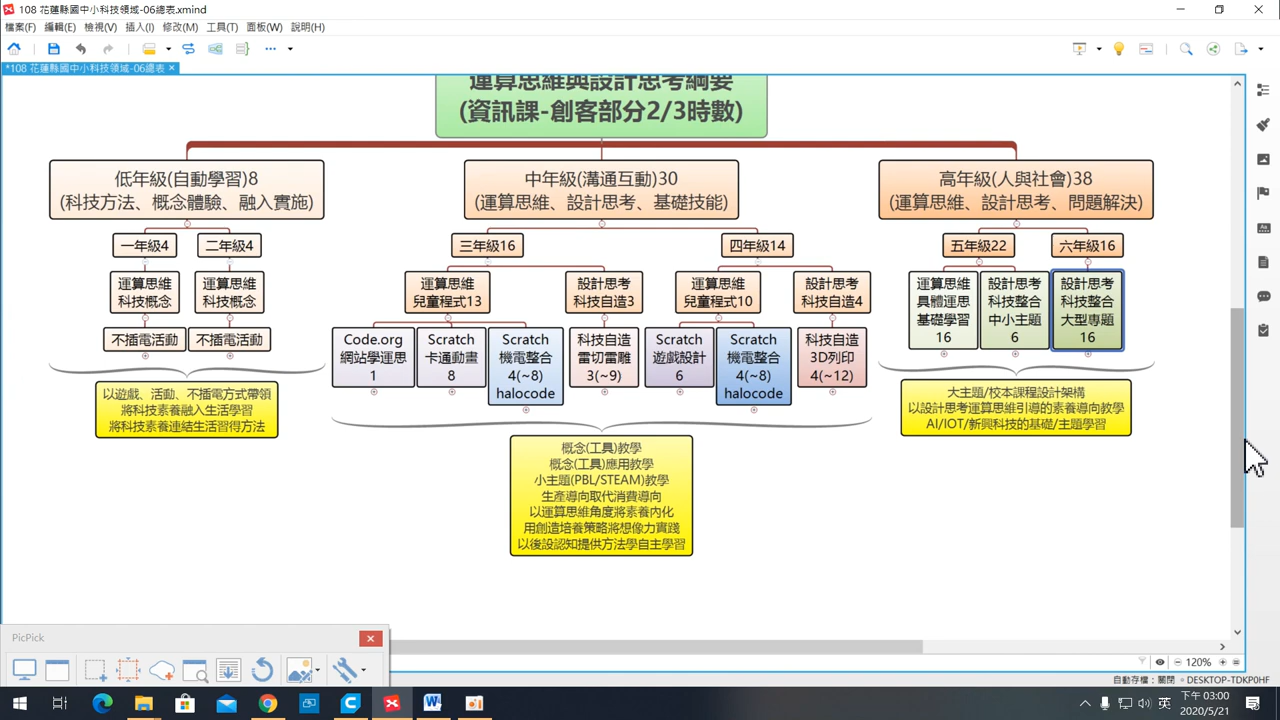 108 花蓮縣國中小科技領域-06總表.xmind
檔案(F) 編輯(E) 檢視(V) 插入(I) 修改(M) 工具(T) 面板(W) 說明(H)
*108 花蓮縣國中小科技領域-06總表
運算思維與設計思考綱要
(資訊課-創客部分2/3時數)
低年級(自動學習)8
(科技方法、概念體驗、融入實施)
中年級(溝通互動)30
(運算思維、設計思考、基礎技能)
高年級(人與社會)38
(運算思維、設計思考、問題解決)
一年級4
二年級4
三年級16
四年級14
五年級22
六年級16
運算思維
科技概念
運算思維
科技概念
運算思維
兒童程式13
設計思考
科技自造3
運算思維
兒童程式10
設計思考
科技自造4
運算思維
具體運思
基礎學習
16
設計思考
科技整合
中小主題
6
設計思考
科技整合
大型專題
16
不插電活動
不插電活動
Code.org
網站學運思
1
Scratch
卡通動畫
8
Scratch
機電整合
4(~8)
halocode
科技自造
雷切雷雕
3(~9)
Scratch
遊戲設計
6
Scratch
機電整合
4(~8)
halocode
科技自造
3D列印
4(~12)
以遊戲、活動、不插電方式帶領
將科技素養融入生活學習
將科技素養連結生活習得方法
大主題/校本課程設計架構
以設計思考運算思維引導的素養導向教學
AI/IOT/新興科技的基礎/主題學習
概念(工具)教學
概念(工具)應用教學
小主題(PBL/STEAM)教學
生產導向取代消費導向
以運算思維角度將素養內化
用創造培養策略將想像力實踐
以後設認知提供方法學自主學習
PicPick
120%
自動存檔：關閉 DESKTOP-TDKP0HF
英
下午 03:00
2020/5/21